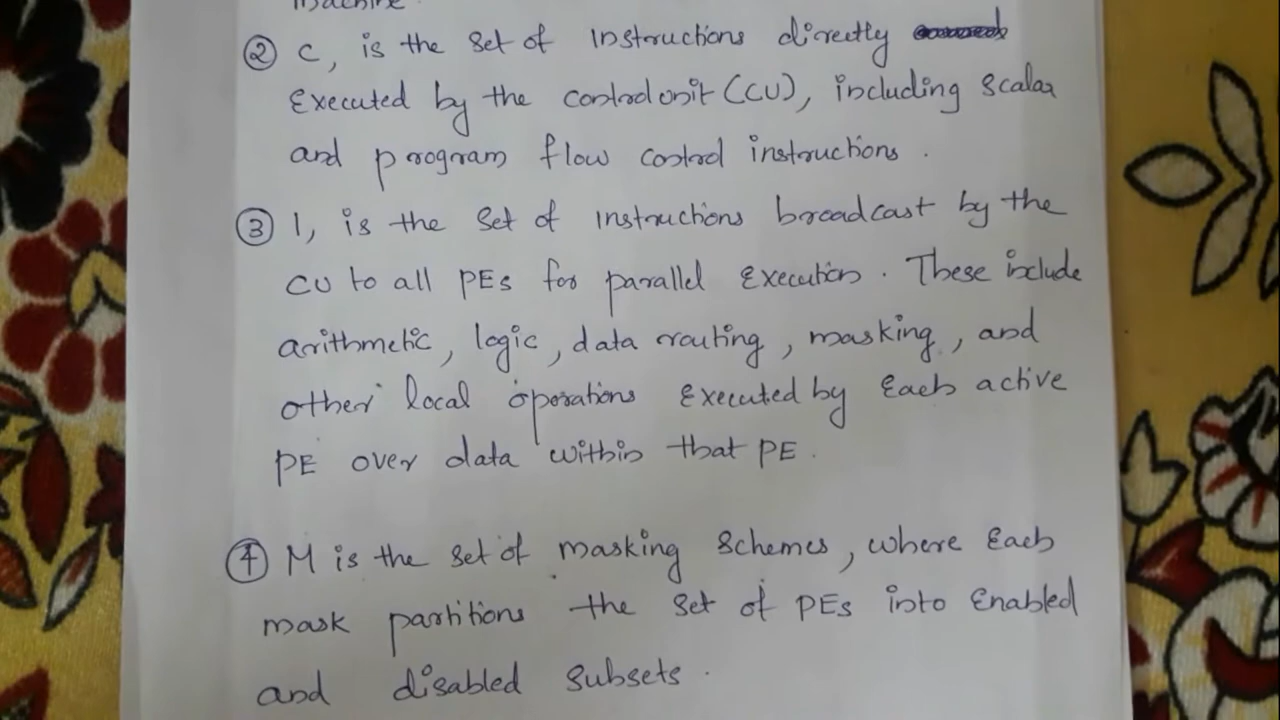 machine
② C, is the set of instructions directly
Executed by the control unit (CU), including scalar
and program flow control instructions .
③ I, is the set of instructions broadcast by the
CU to all PEs for parallel Execution . These include
arithmetic, logic, data routing, masking, and
other local operations Executed by Each active
PE over data within that PE .
④ M is the set of masking schemes, where Each
mask partitions the set of PEs into Enabled
and disabled subsets .